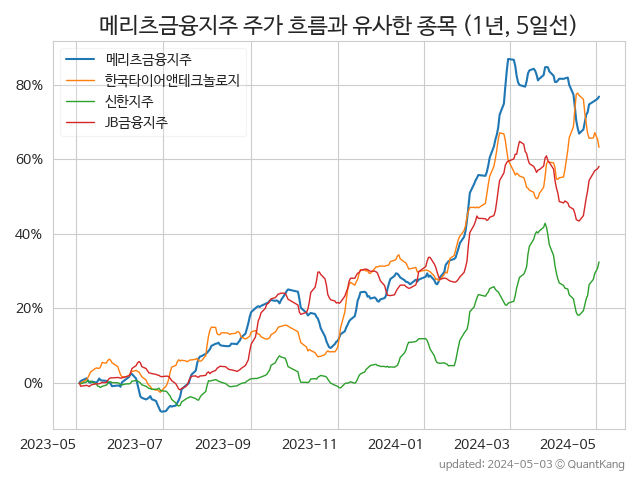 메리츠금융지주 주가 흐름과 유사한 종목 (1년, 5일선)
메리츠금융지주
한국타이어앤테크놀로지
신한지주
JB금융지주
80%
60%
40%
20%
0%
2023-05 2023-07 2023-09 2023-11 2024-01 2024-03 2024-05
updated: 2024-05-03 ⓒ QuantKang